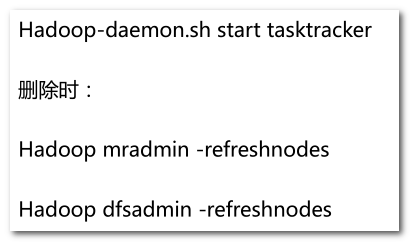 Hadoop-daemon.sh start tasktracker
删除时：
Hadoop mradmin -refreshnodes
Hadoop dfsadmin -refreshnodes